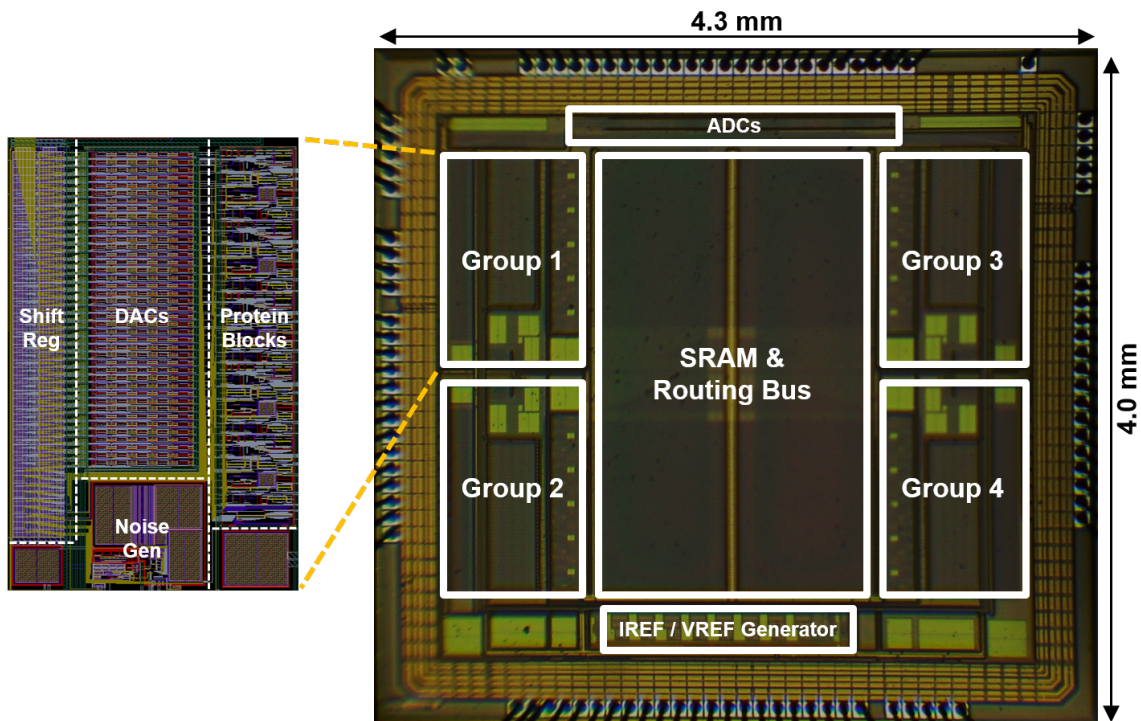 4.3 mm
ADCs
Group 1
Group 3
Shift
Reg
DACs
Protein
Blocks
SRAM &
Routing Bus
4.0 mm
Group 2
Group 4
Noise
Gen
IREF / VREF Generator